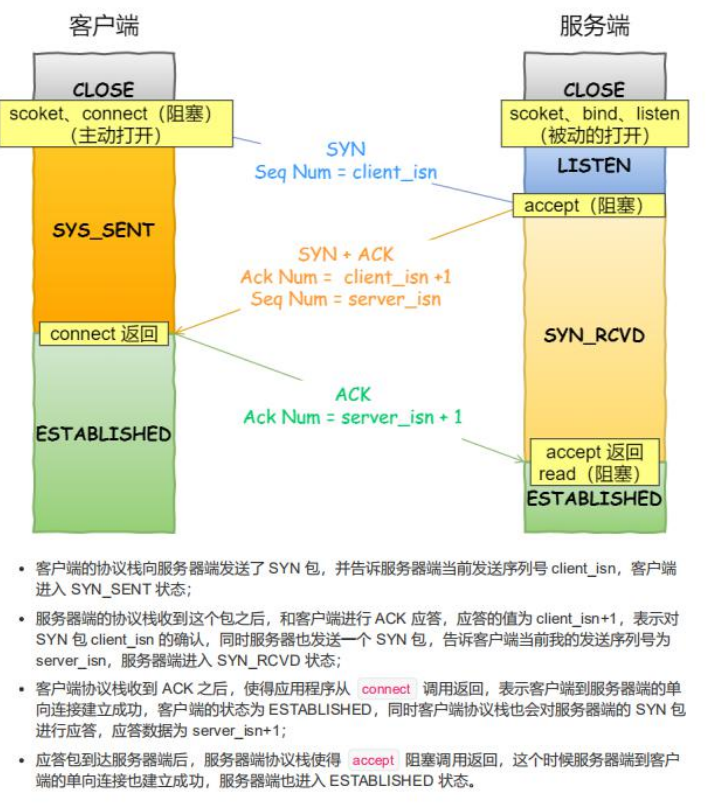 客户端
服务端
CLOSE
CLOSE
scoket、connect（阻塞）
（主动打开）
scoket、bind、listen
（被动的打开）
SYN
Seq Num = client_isn
LISTEN
accept（阻塞）
SYS_SENT
SYN + ACK
Ack Num = client_isn +1
Seq Num = server_isn
connect 返回
SYN_RCVD
ACK
Ack Num = server_isn + 1
ESTABLISHED
accept 返回
read（阻塞）
ESTABLISHED
• 客户端的协议栈向服务器端发送了 SYN 包，并告诉服务器端当前发送序列号 client_isn，客户端
进入 SYN_SENT 状态；
• 服务器端的协议栈收到这个包之后，和客户端进行 ACK 应答，应答的值为 client_isn+1，表示对
SYN 包 client_isn 的确认，同时服务器也发送一个 SYN 包，告诉客户端当前我的发送序列号为
server_isn，服务器端进入 SYN_RCVD 状态；
• 客户端协议栈收到 ACK 之后，使得应用程序从 connect 调用返回，表示客户端到服务器端的单
向连接建立成功，客户端的状态为 ESTABLISHED，同时客户端协议栈也会对服务器端的 SYN 包
进行应答，应答数据为 server_isn+1；
• 应答包到达服务器端后，服务器端协议栈使得 accept 阻塞调用返回，这个时候服务器端到客户
端的单向连接也建立成功，服务器端也进入 ESTABLISHED 状态。